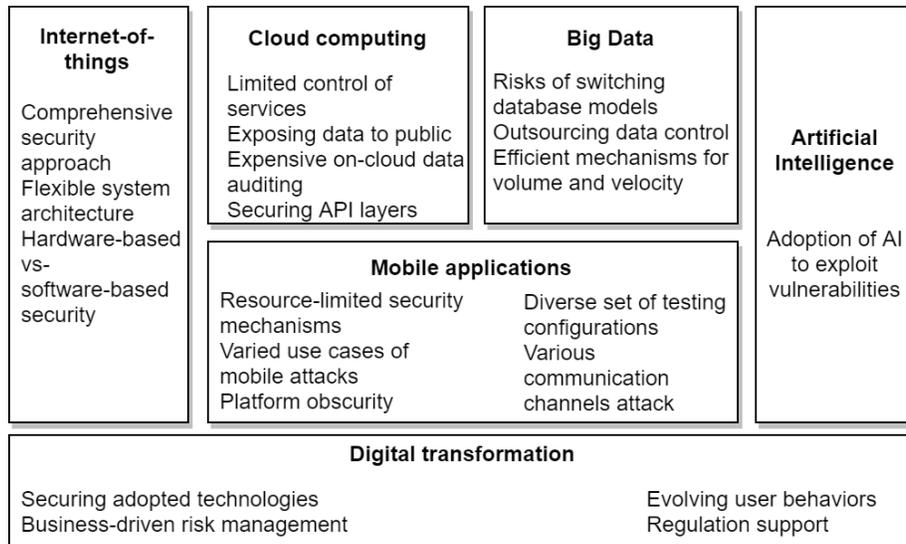 Internet-of-
things
Comprehensive
security
approach
Flexible system
architecture
Hardware-based
vs-
software-based
security
Cloud computing
Limited control of
services
Exposing data to public
Expensive on-cloud data
auditing
Securing API layers
Big Data
Risks of switching
database models
Outsourcing data control
Efficient mechanisms for
volume and velocity
Artificial
Intelligence
Adoption of AI
to exploit
vulnerabilities
Mobile applications
Resource-limited security
mechanisms
Varied use cases of
mobile attacks
Platform obscurity
Diverse set of testing
configurations
Various
communication
channels attack
Digital transformation
Securing adopted technologies
Business-driven risk management
Evolving user behaviors
Regulation support